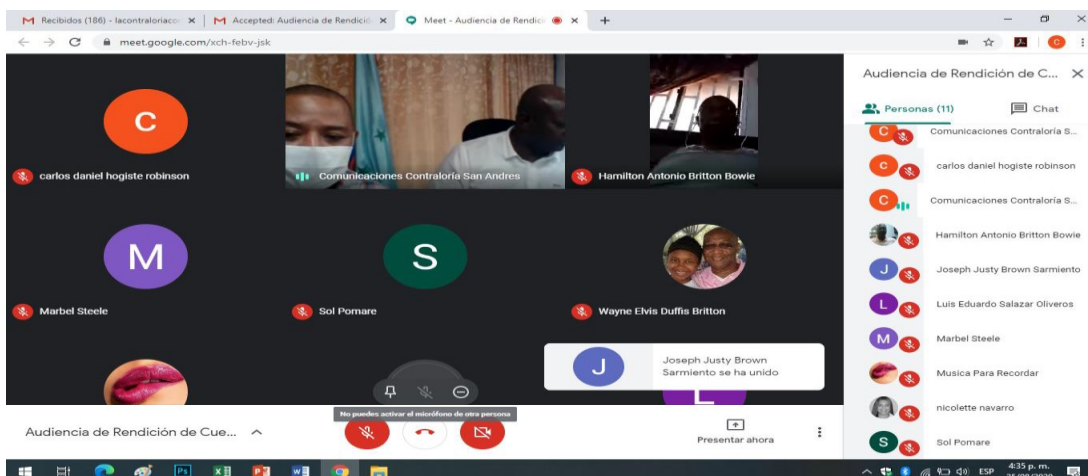 Recibidos (186) - lacontraloriaco
Accepted: Audiencia de Rendició
Meet - Audiencia de Rendici
meet.google.com/xch-febv-jsk
C
Audiencia de Rendición de C...
Personas (11)
Chat
C
carlos daniel hogiste robinson
Comunicaciones Contraloría San Andres
Hamilton Antonio Britton Bowie
M
Marbel Steele
S
Sol Pomare
Wayne Elvis Duffis Britton
J
Joseph Justy Brown
Sarmiento se ha unido
L
No puedes activar el micrófono de otra persona
C
Comunicaciones Contraloría S...
C
carlos daniel hogiste robinson
C
Comunicaciones Contraloría S...
Hamilton Antonio Britton Bowie
J
Joseph Justy Brown Sarmiento
L
Luis Eduardo Salazar Oliveros
M
Marbel Steele
Musica Para Recordar
nicolette navarro
S
Sol Pomare
Audiencia de Rendición de Cue...
Presentar ahora
Ps
ESP
4:35 p. m.